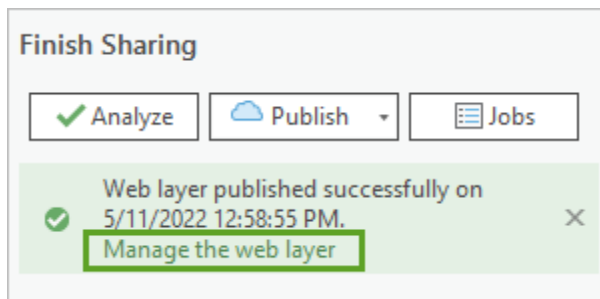 Finish Sharing
Analyze Publish Jobs
Web layer published successfully on
5/11/2022 12:58:55 PM.
Manage the web layer